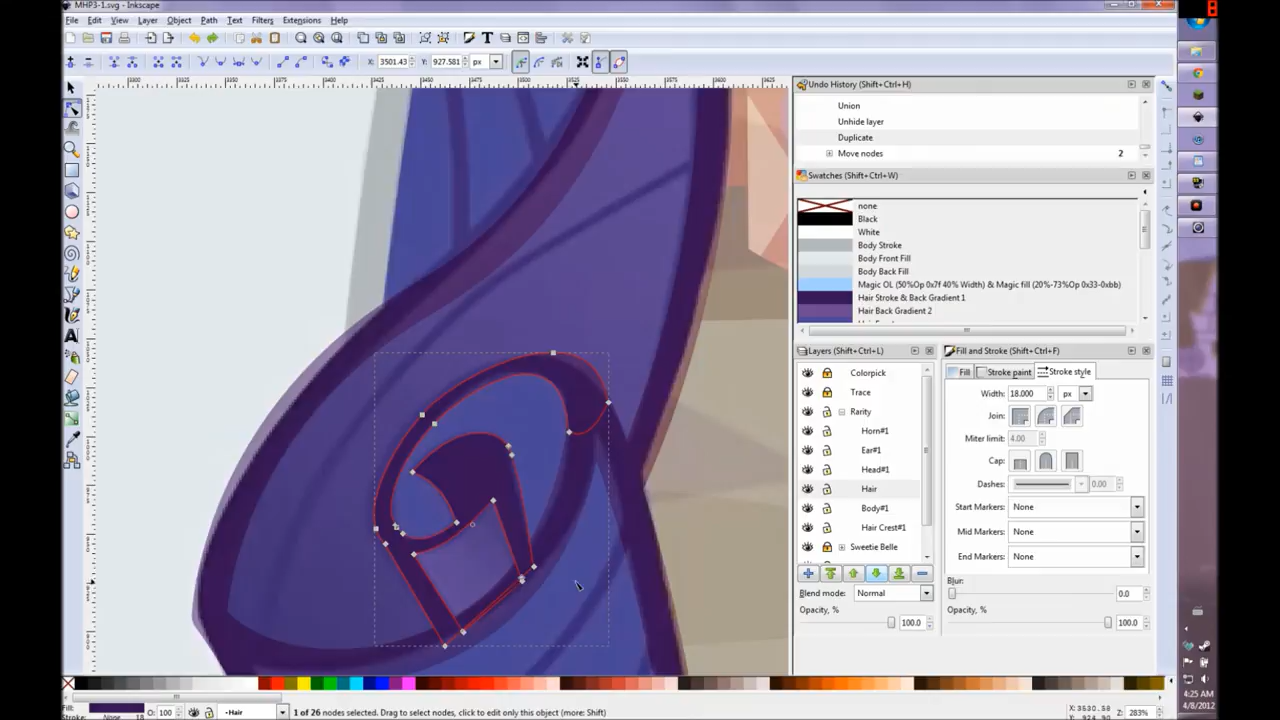 MHP3-1.svg - Inkscape
File Edit View Layer Object Path Text Filters Extensions Help
X: 3501.43 Y: 927.581 px
Undo History (Shift+Ctrl+H)
Union
Unhide layer
Duplicate
Move nodes 2
Swatches (Shift+Ctrl+W)
none
Black
White
Body Stroke
Body Front Fill
Body Back Fill
Magic OL (50%Op 0x7f 40% Width) & Magic fill (20%-73%Op 0x33-0xbb)
Hair Stroke & Back Gradient 1
Hair Back Gradient 2
Layers (Shift+Ctrl+L)
Colorpick
Trace
Rarity
Horn#1
Ear#1
Head#1
Hair
Body#1
Hair Crest#1
Sweetie Belle
Blend mode: Normal
Opacity, %
100.0
Fill and Stroke (Shift+Ctrl+F)
Fill Stroke paint Stroke style
Width: 18.000 px
Join:
Miter limit: 4.00
Cap:
Dashes: 0.00
Start Markers: None
Mid Markers: None
End Markers: None
Blur:
0.0
Opacity, %
100.0
Fill:
Stroke: None 18
O: 100
Hair
1 of 26 nodes selected. Drag to select nodes, click to edit only this object (more: Shift)
X: 3530.58
Z: 283%
4:25 AM
4/8/2012
8